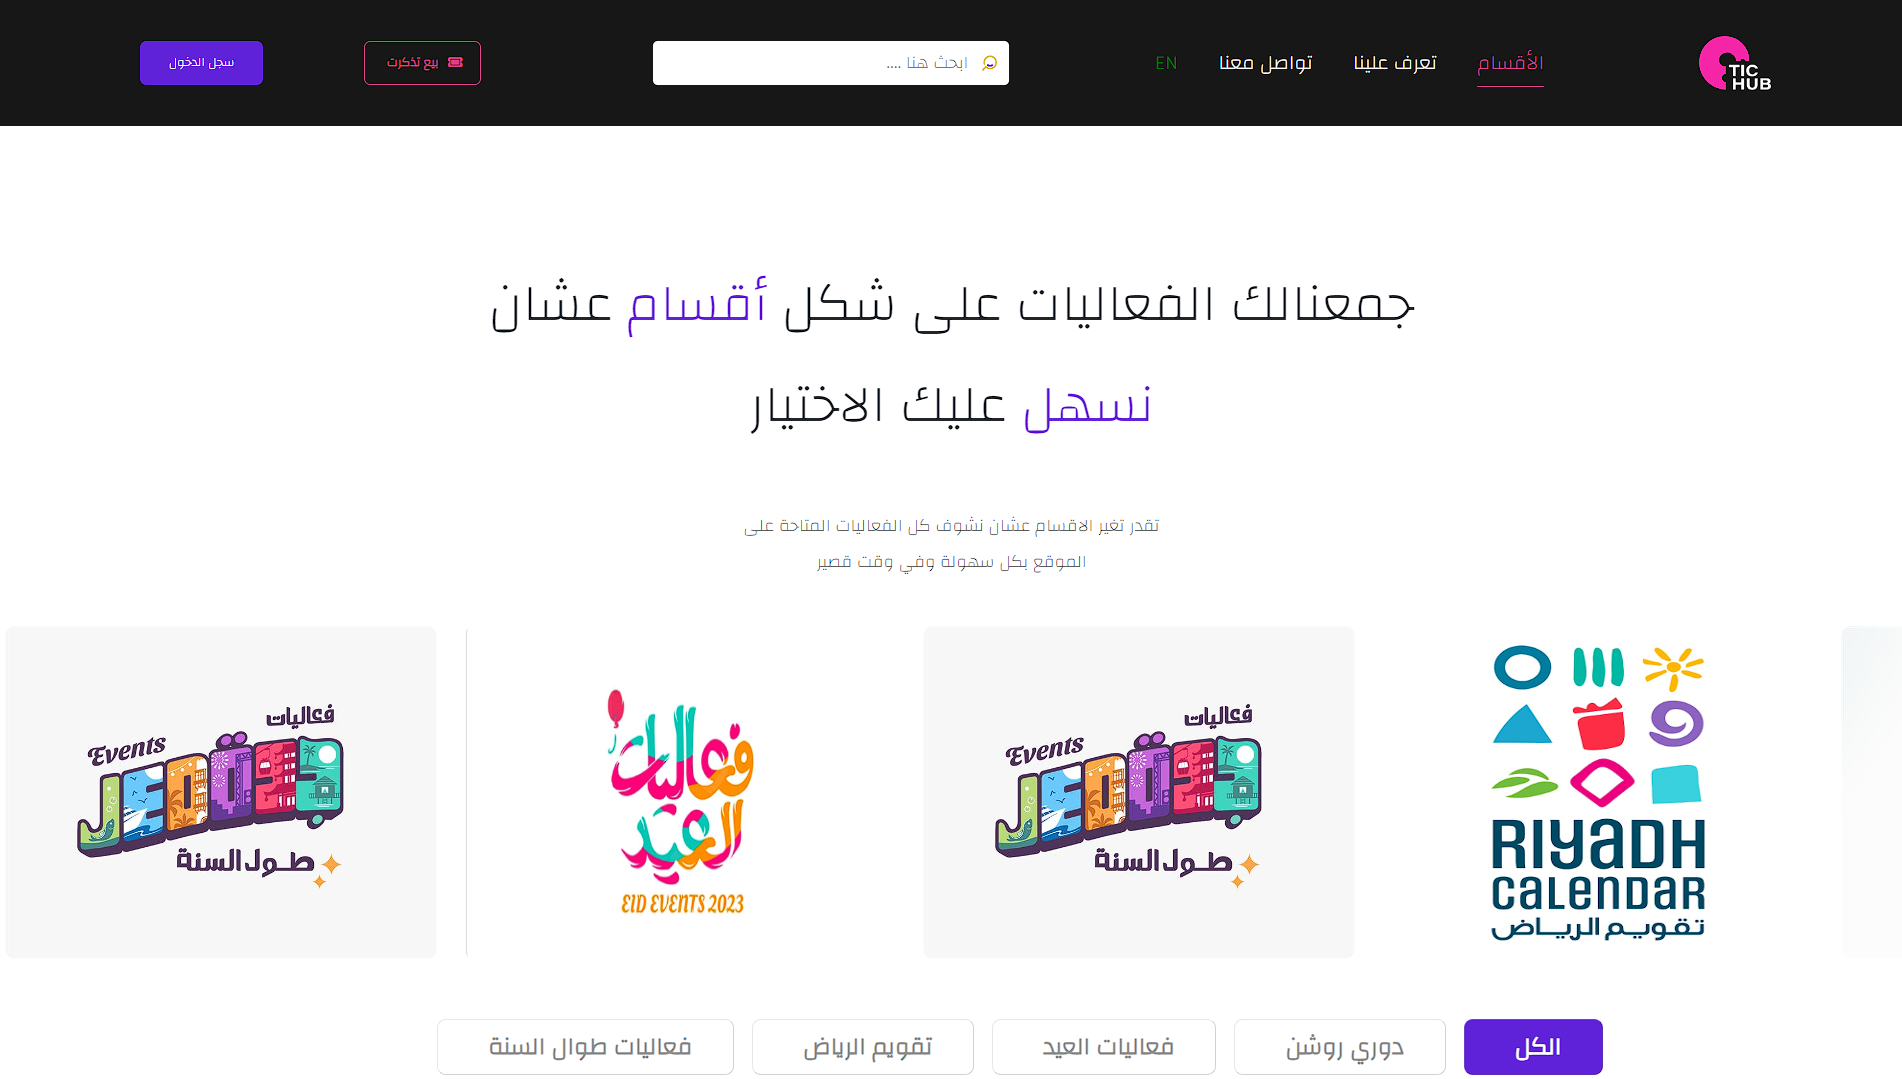 TIC
HUB
الأقسام
تعرف علينا
تواصل معنا
EN
ابحث هنا ....
بيع تذكرت
سجل الدخول
جمعنالك الفعاليات على شكل أقسام عشان
نسهل عليك الاختيار
تقدر تغير الاقسام عشان نشوف كل الفعاليات المتاحة على
الموقع بكل سهولة وفي وقت قصير
RIYADH
CALENDAR
تقويم الرياض
فعاليات
Events
JEDDAH جدة
طول السنة
فعاليات
العيد
EID EVENTS 2023
فعاليات
Events
JEDDAH جدة
طول السنة
الكل
دوري روشن
فعاليات العيد
تقويم الرياض
فعاليات طوال السنة